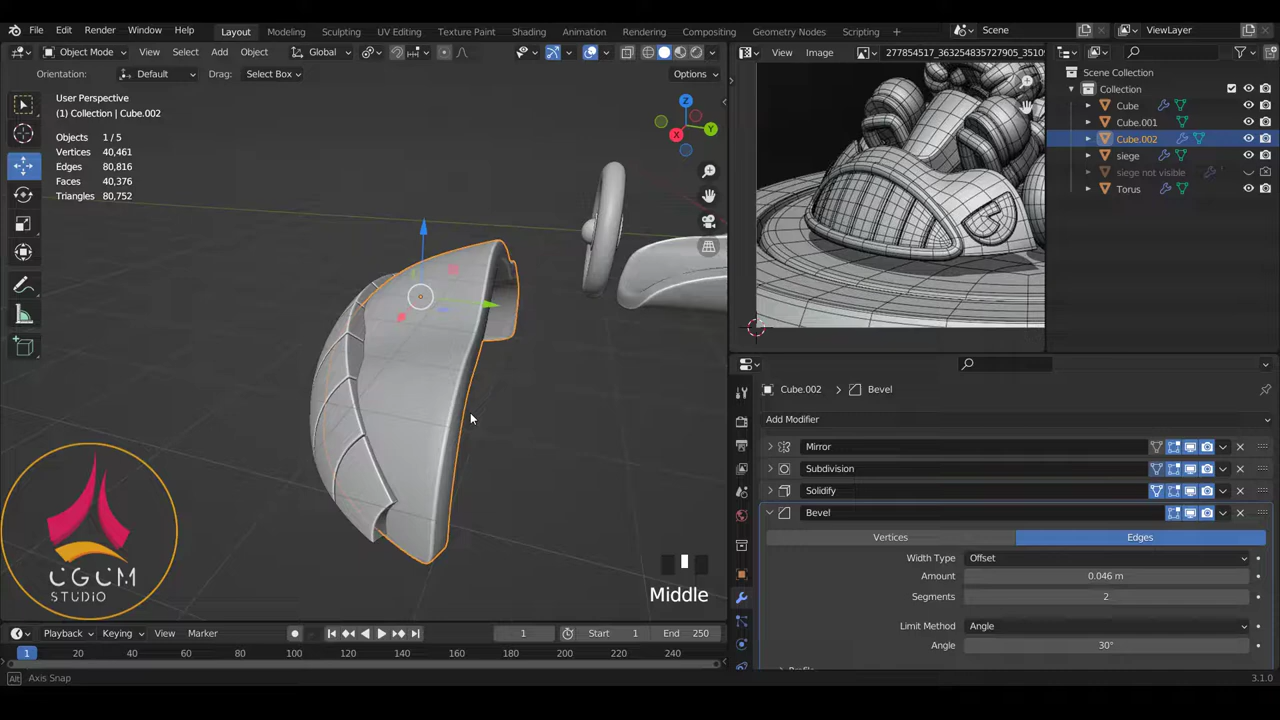 File Edit Render Window Help Layout Modeling Sculpting UV Editing Texture Paint Shading Animation Rendering Compositing Geometry Nodes Scripting Scene ViewLayer
Object Mode View Select Add Object Global View Image 277854517_363254835727905_35109
Orientation: Default Drag: Select Box Options
User Perspective
(1) Collection | Cube.002
Objects 1 / 5
Vertices 40,461
Edges 80,816
Faces 40,376
Triangles 80,752
Z
Y
X
Scene Collection
Collection
Cube
Cube.001
Cube.002
siege
siege not visible
Torus
Cube.002 Bevel
Add Modifier
Mirror
Subdivision
Solidify
Bevel
Vertices Edges
Width Type Offset
Amount 0.046 m
Segments 2
Limit Method Angle
Angle 30°
CGCM
STUDIO
Middle
Playback Keying View Marker 1 Start 1 End 250
1 20 40 60 80 100 120 140 160 180 200 220 240
Alt Axis Snap 3.1.0